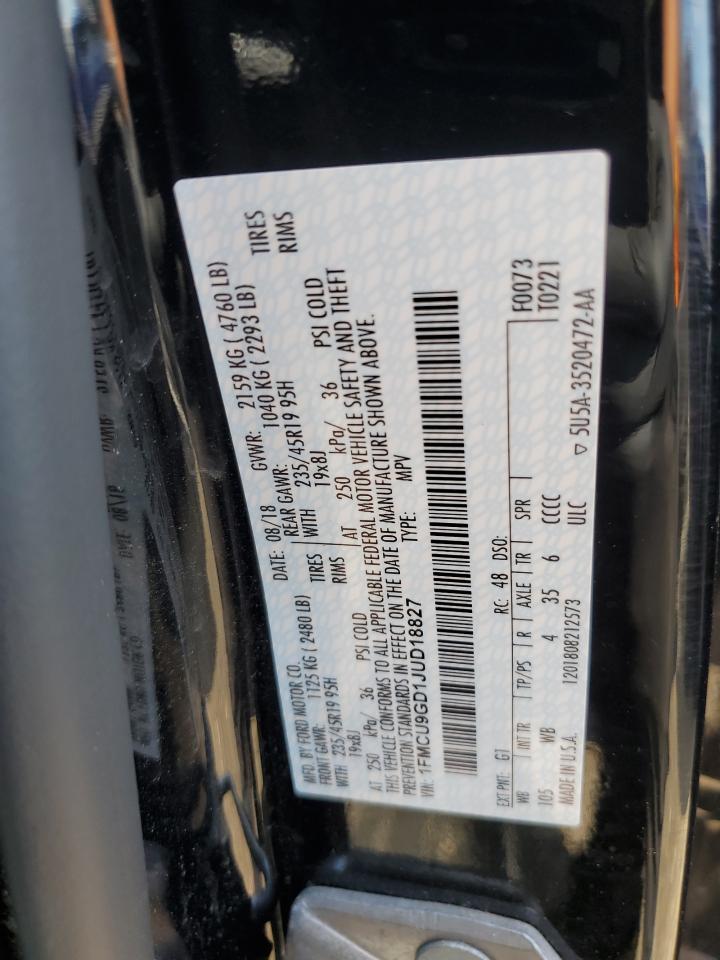 MFD. BY FORD MOTOR CO.
DATE: 08/18
GVWR: 2159 KG ( 4760 LB)
FRONT GAWR: 1125 KG ( 2480 LB)
REAR GAWR: 1040 KG ( 2293 LB)
WITH 235/45R19 95H TIRES
WITH 235/45R19 95H TIRES
19x8J RIMS
19x8J RIMS
AT 250 kPa/ 36 PSI COLD
AT 250 kPa/ 36 PSI COLD
THIS VEHICLE CONFORMS TO ALL APPLICABLE FEDERAL MOTOR VEHICLE SAFETY AND THEFT
PREVENTION STANDARDS IN EFFECT ON THE DATE OF MANUFACTURE SHOWN ABOVE.
VIN: 1FMCU9GD1JUD18827
TYPE: MPV
EXT PNT: G1 RC: 48 DSO: F0073
WB INT TR TP/PS R AXLE TR SPR T0221
105 WB 4 35 6 CCCC
MADE IN U.S.A. 1201808212573 ULC ▽ 5U5A-3520472-AA